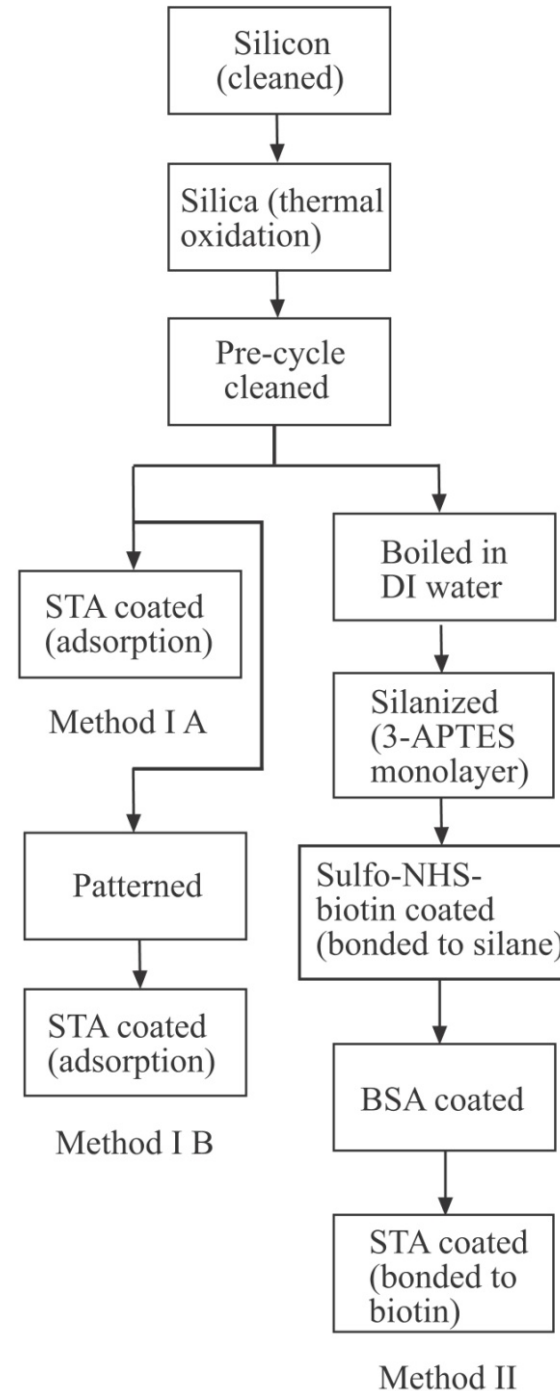 Silicon
(cleaned)
Silica (thermal
oxidation)
Pre-cycle
cleaned
STA coated
(adsorption)
Method I A
Patterned
STA coated
(adsorption)
Method I B
Boiled in
DI water
Silanized
(3-APTES
monolayer)
Sulfo-NHS-
biotin coated
(bonded to silane)
BSA coated
STA coated
(bonded to
biotin)
Method II